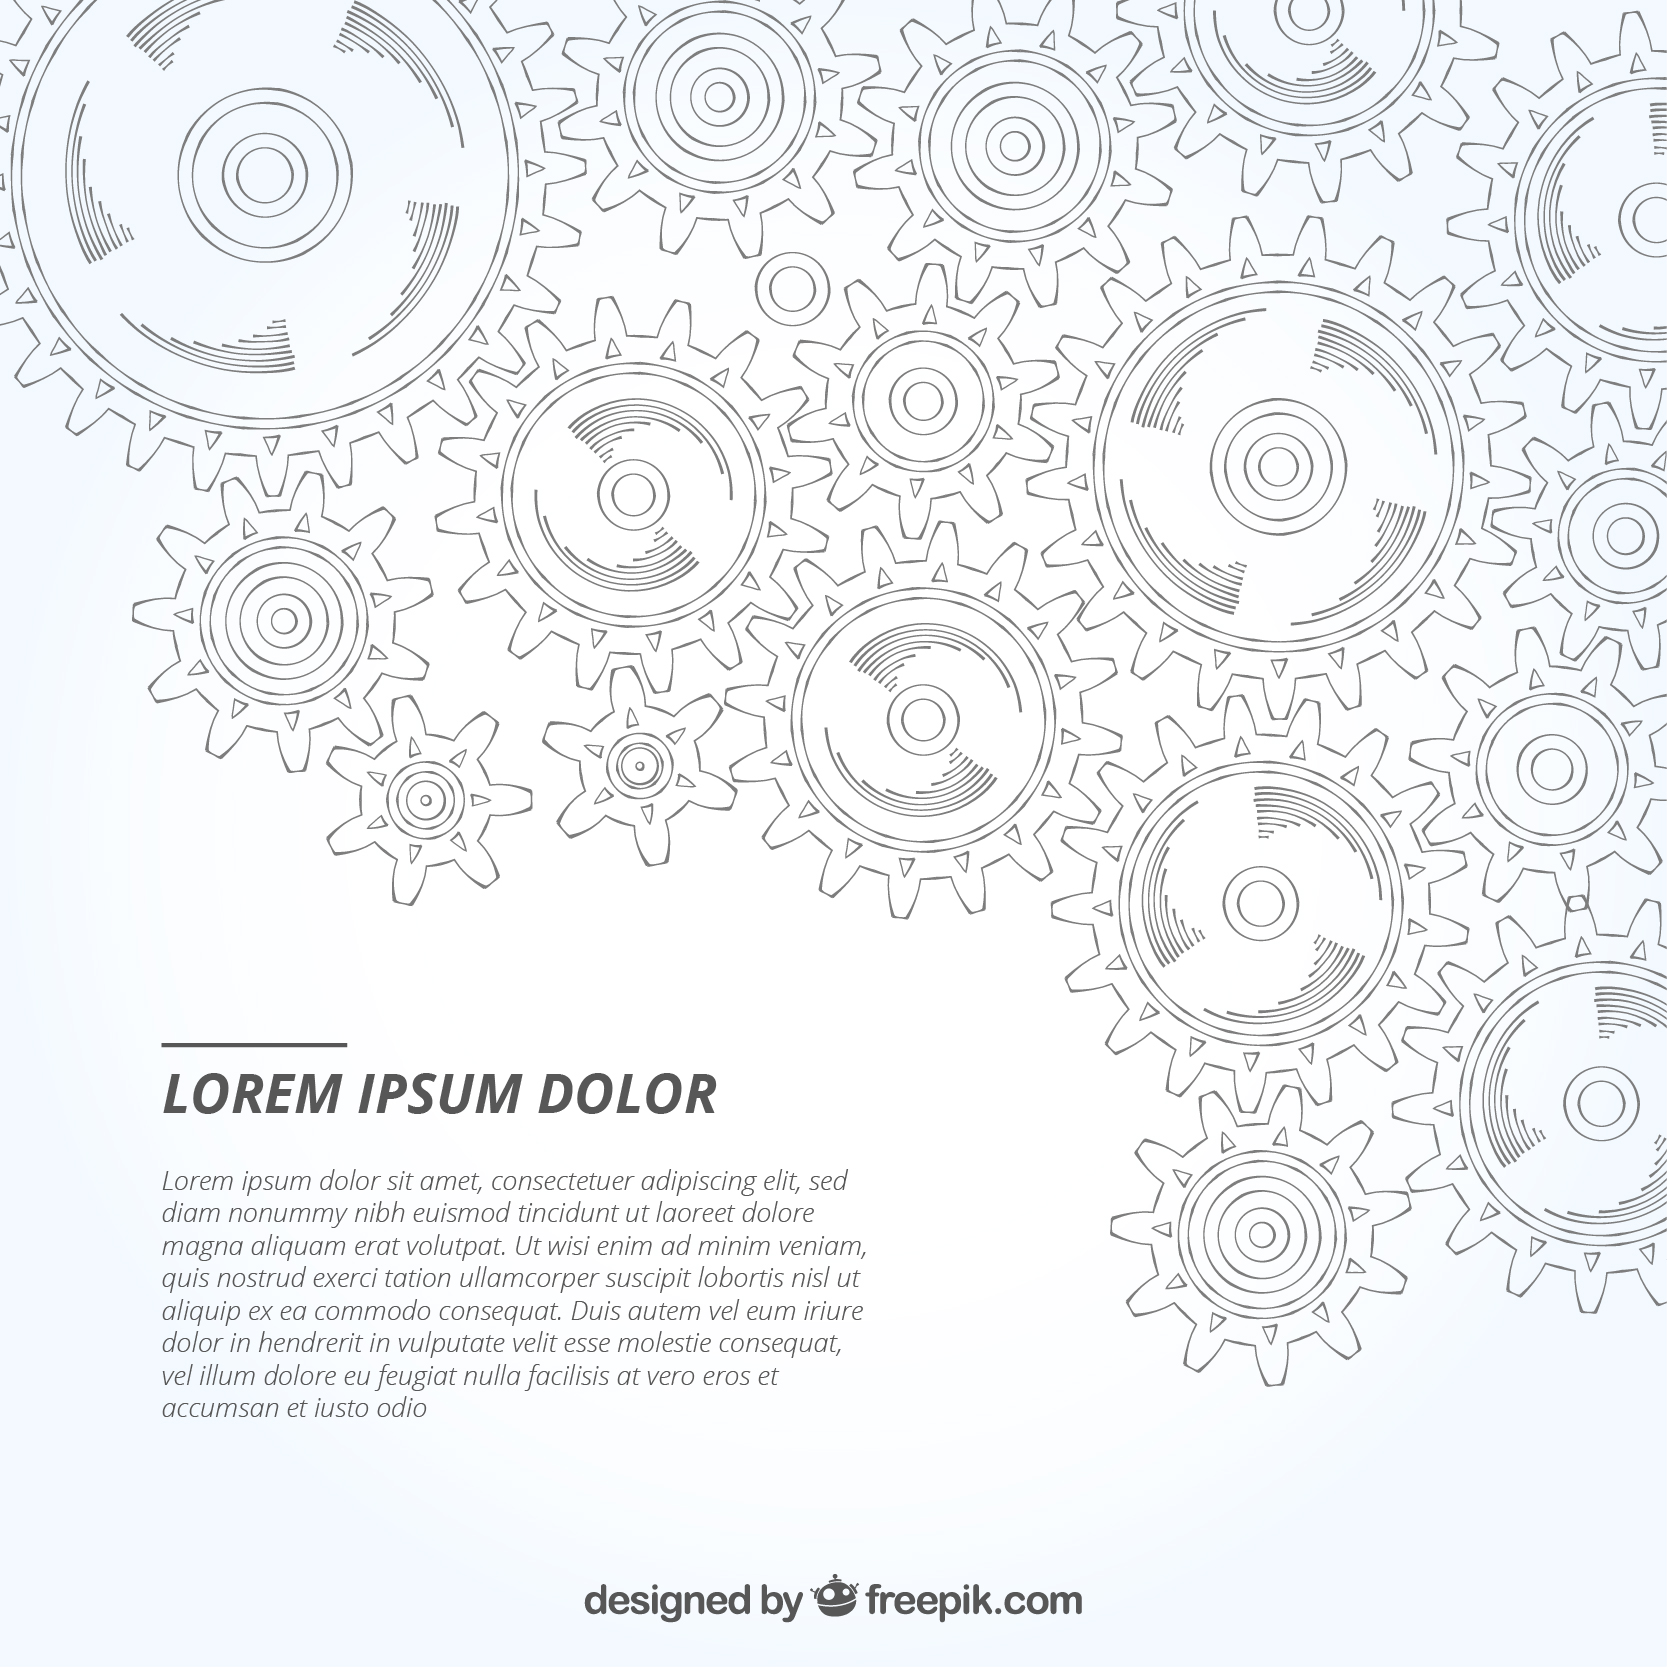 LOREM IPSUM DOLOR
Lorem ipsum dolor sit amet, consectetuer adipiscing elit, sed
diam nonummy nibh euismod tincidunt ut laoreet dolore
magna aliquam erat volutpat. Ut wisi enim ad minim veniam,
quis nostrud exerci tation ullamcorper suscipit lobortis nisl ut
aliquip ex ea commodo consequat. Duis autem vel eum iriure
dolor in hendrerit in vulputate velit esse molestie consequat,
vel illum dolore eu feugiat nulla facilisis at vero eros et
accumsan et iusto odio
designed by freepik.com